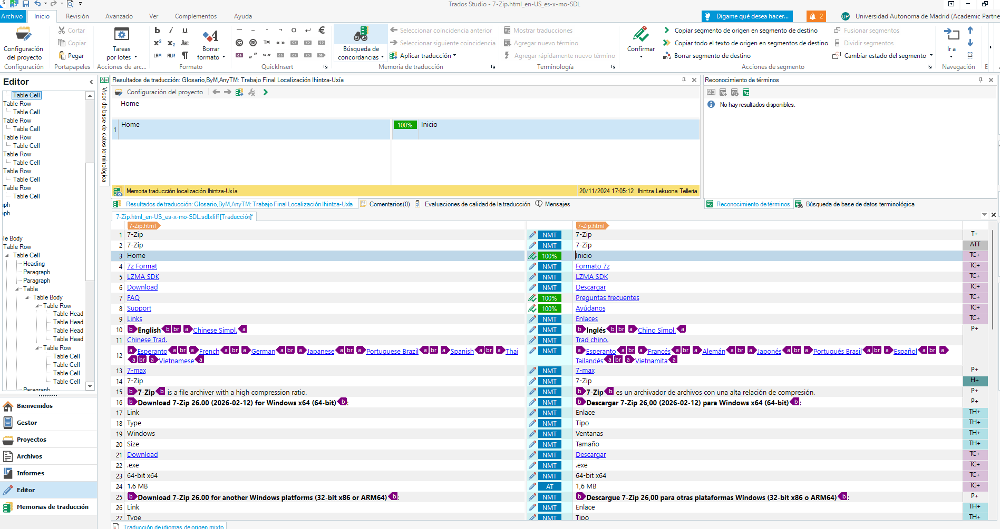 Trados Studio - 7-Zip.html_en-US_es-x-mo-SDL
Archivo Inicio Revisión Avanzado Ver Complementos Ayuda
Dígame qué desea hacer...
2
UP Universidad Autonoma de Madrid (Academic Partne
Configuración del proyecto
Configuración
Cortar
Copiar
Pegar
Portapapeles
Tareas por lotes
Acciones de arc...
Borrar formato
Formato
QuickInsert
Búsqueda de concordancias
Seleccionar coincidencia anterior
Seleccionar siguiente coincidencia
Aplicar traducción
Memoria de traducción
Mostrar traducciones
Agregar nuevo término
Agregar rápidamente nuevo término
Terminología
Confirmar
Copiar segmento de origen en segmento de destino
Copiar todo el texto de origen en segmentos de destino
Borrar segmento de destino
Fusionar segmentos
Dividir segmentos
Cambiar estado del segmento
Acciones de segmento
Ir a
Navegación
Editor
Table Cell
Table Row
Table Cell
Table Row
Table Cell
Table Row
Table Cell
Table Row
Table Cell
Table Row
Table Cell
Table Row
Table Cell
aph
aph
le Body
Table Row
Table Cell
Heading
Paragraph
Paragraph
Table
Table Body
Table Row
Table Head
Table Head
Table Head
Table Head
Table Row
Table Cell
Table Cell
Table Cell
Table Cell
Paragraph
Bienvenidos
Gestor
Proyectos
Archivos
Informes
Editor
Memorias de traducción
Visor de base de datos terminológica
Resultados de traducción: Glosario,ByM,AnyTM: Trabajo Final Localización Ihintza-Uxía
Configuración del proyecto
Home
1 Home 100% Inicio
Memoria traducción localización Ihintza-Uxía 20/11/2024 17:05:12 Ihintza Lekuona Telleria
Resultados de traducción: Glosario,ByM,AnyTM: Trabajo Final Localización Ihintza-Uxía Comentarios(0) Evaluaciones de calidad de la traducción Mensajes
Reconocimiento de términos
No hay resultados disponibles.
Reconocimiento de términos Búsqueda de base de datos terminológica
7-Zip.html_en-US_es-x-mo-SDL.sdlxliff [Traducción]*
7-Zip.html 7-Zip.html
1 7-Zip NMT 7-Zip T+
2 7-Zip NMT 7-Zip ATT
3 Home 100% Inicio TC+
4 7z Format NMT Formato 7z TC+
5 LZMA SDK NMT LZMA SDK TC+
6 Download NMT Descargar TC+
7 FAQ 100% Preguntas frecuentes TC+
8 Support 100% Ayúdanos TC+
9 Links NMT Enlaces TC+
10 b English b br a Chinese Simpl. a NMT b Inglés b br a Chino Simpl. a P+
11 Chinese Trad. NMT Trad chino.
12 a Esperanto a br a French a br a German a br a Japanese a br a Portuguese Brazil a br a Spanish a br a Thai a br a Vietnamese a NMT a Esperanto a br a Francés a br a Alemán a br a Japonés a br a Portugués Brasil a br a Español a br a Tailandés a br a Vietnamita a
13 7-max NMT 7-max P+
14 7-Zip NMT 7-Zip H+
15 b 7-Zip b is a file archiver with a high compression ratio. NMT b 7-Zip b es un archivador de archivos con una alta relación de compresión. P+
16 b Download 7-Zip 26.00 (2026-02-12) for Windows x64 (64-bit) b : NMT b Descargar 7-Zip 26,00 (2026-02-12) para Windows x64 (64-bit) b : P+
17 Link NMT Enlace TH+
18 Type NMT Tipo TH+
19 Windows NMT Ventanas TH+
20 Size NMT Tamaño TH+
21 Download NMT Descargar TC+
22 .exe NMT .exe TC+
23 64-bit x64 NMT 64-bit x64 TC+
24 1.6 MB AT 1,6 MB TC+
25 b Download 7-Zip 26.00 for another Windows platforms (32-bit x86 or ARM64) b : NMT b Descargue 7-Zip 26,00 para otras plataformas Windows (32-bit x86 o ARM64) b : P+
26 Link NMT Enlace TH+
27 Type NMT Tipo TH+
Traducción de idiomas de origen mixto